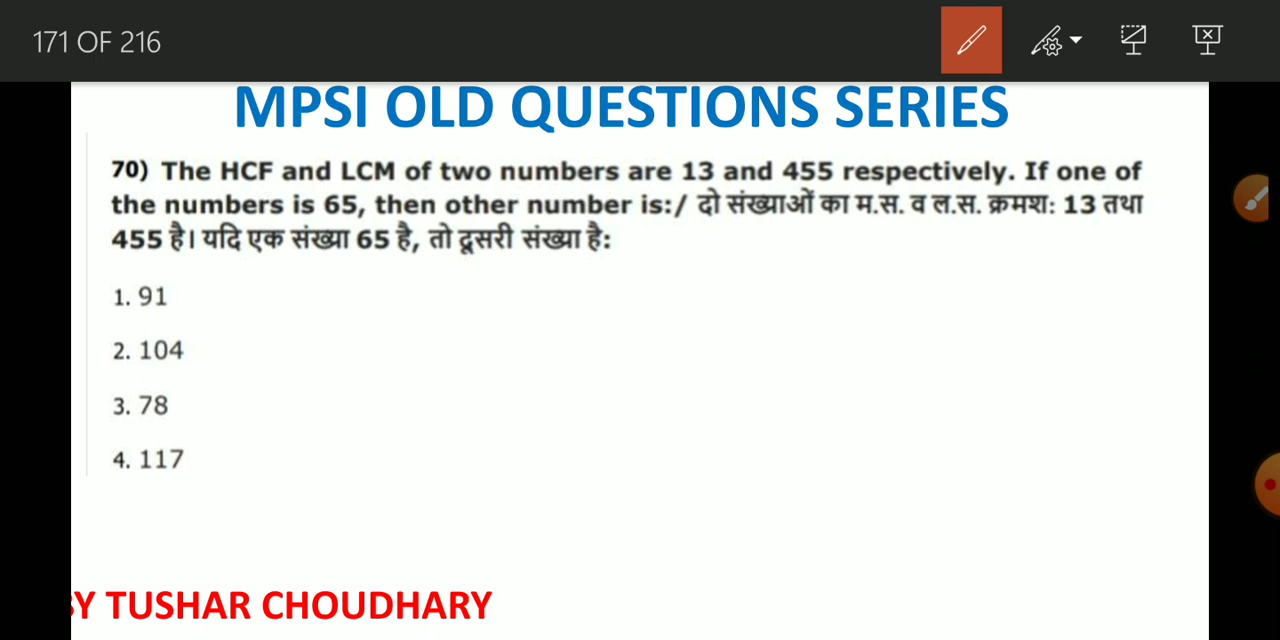 171 OF 216
MPSI OLD QUESTIONS SERIES
70) The HCF and LCM of two numbers are 13 and 455 respectively. If one of
the numbers is 65, then other number is:/ दो संख्याओं का म.स. व ल.स. क्रमश: 13 तथा
455 है। यदि एक संख्या 65 है, तो दूसरी संख्या है:
1. 91
2. 104
3. 78
4. 117
BY TUSHAR CHOUDHARY